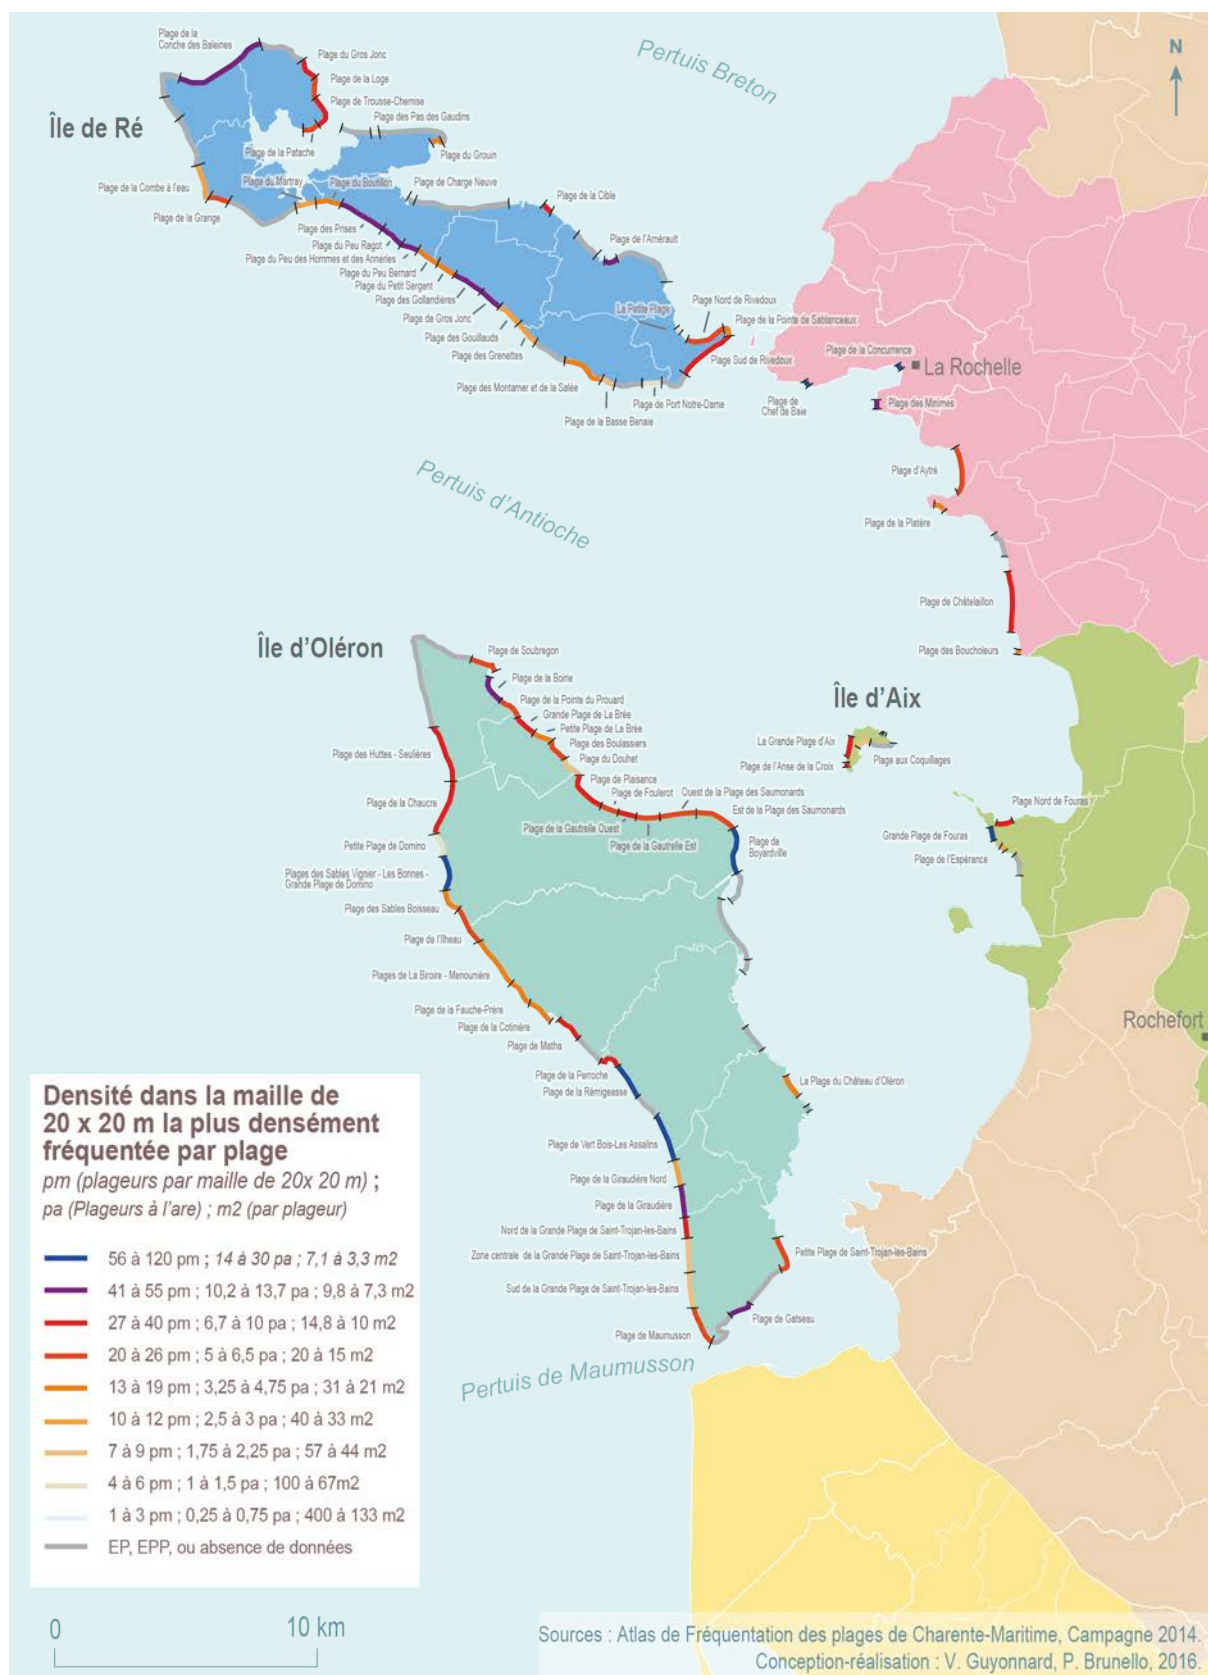 Plage de la
Conche des Baleines
Plage du Gros Jonc
Plage de la Loge
Plage de Trousse-Chemise
Plage des Pas des Gaudins
Île de Ré
Plage de la Patache
Plage du Grouin
Plage de la Combe à l'eau
Plage du Martray
Plage du Boutillon
Plage de Charge Neuve
Plage de la Cible
Plage de la Grange
Plage des Prises
Plage du Peu Ragot
Plage du Peu des Hommes et des Anneries
Plage du Peu Bernard
Plage du Petit Sergent
Plage des Gollandières
Plage de Gros Jonc
Plage des Gouillauds
Plage des Grenettes
Plage des Montamer et de la Salée
Plage de la Basse Benaie
Plage de Port Notre-Dame
Plage de l'Arnérault
La Petite Plage
Plage Nord de Rivedoux
Plage de la Pointe de Sablanceaux
Plage Sud de Rivedoux
Pertuis Breton
N
Plage de la Concurrence
La Rochelle
Plage de
Chef de Baie
Plage des Minimes
Plage d'Aytré
Plage de la Platère
Pertuis d'Antioche
Plage de Châtelaillon
Plage des Boucholeurs
Île d'Oléron
Plage de Soubregon
Plage de la Boirie
Plage de la Pointe du Prouard
Grande Plage de La Brée
Petite Plage de La Brée
Plage des Boulassiers
Plage du Douhet
Plage de Plaisance
Plage de Foulerot
Ouest de la Plage des Saumonards
Est de la Plage des Saumonards
Plage de la Gautrelle Ouest
Plage de la Gautrelle Est
Plage de
Boyardville
Île d'Aix
La Grande Plage d'Aix
Plage de l'Anse de la Croix
Plage aux Coquillages
Plage Nord de Fouras
Grande Plage de Fouras
Plage de l'Espérance
Rochefort
Plage des Huttes - Seulières
Plage de la Chaucre
Petite Plage de Domino
Plages des Sables Vignier - Les Bonnes -
Grande Plage de Domino
Plage des Sables Boisseau
Plage de l'Ilheau
Plages de La Biroire - Menounière
Plage de la Fauche-Prère
Plage de la Cotinière
Plage de Matha
Plage de la Perroche
Plage de la Rémigeasse
La Plage du Château d'Oléron
Plage de Vert Bois-Les Assalins
Plage de la Giraudière Nord
Plage de la Giraudière
Nord de la Grande Plage de Saint-Trojan-les-Bains
Zone centrale de la Grande Plage de Saint-Trojan-les-Bains
Petite Plage de Saint-Trojan-les-Bains
Sud de la Grande Plage de Saint-Trojan-les-Bains
Plage de Gatseau
Plage de Maumusson
Pertuis de Maumusson
Densité dans la maille de
20 x 20 m la plus densément
fréquentée par plage
pm (plageurs par maille de 20x 20 m) ;
pa (Plageurs à l'are) ; m2 (par plageur)
56 à 120 pm ; 14 à 30 pa ; 7,1 à 3,3 m2
41 à 55 pm ; 10,2 à 13,7 pa ; 9,8 à 7,3 m2
27 à 40 pm ; 6,7 à 10 pa ; 14,8 à 10 m2
20 à 26 pm ; 5 à 6,5 pa ; 20 à 15 m2
13 à 19 pm ; 3,25 à 4,75 pa ; 31 à 21 m2
10 à 12 pm ; 2,5 à 3 pa ; 40 à 33 m2
7 à 9 pm ; 1,75 à 2,25 pa ; 57 à 44 m2
4 à 6 pm ; 1 à 1,5 pa ; 100 à 67m2
1 à 3 pm ; 0,25 à 0,75 pa ; 400 à 133 m2
EP, EPP, ou absence de données
0 10 km
Sources : Atlas de Fréquentation des plages de Charente-Maritime, Campagne 2014.
Conception-réalisation : V. Guyonnard, P. Brunello, 2016.